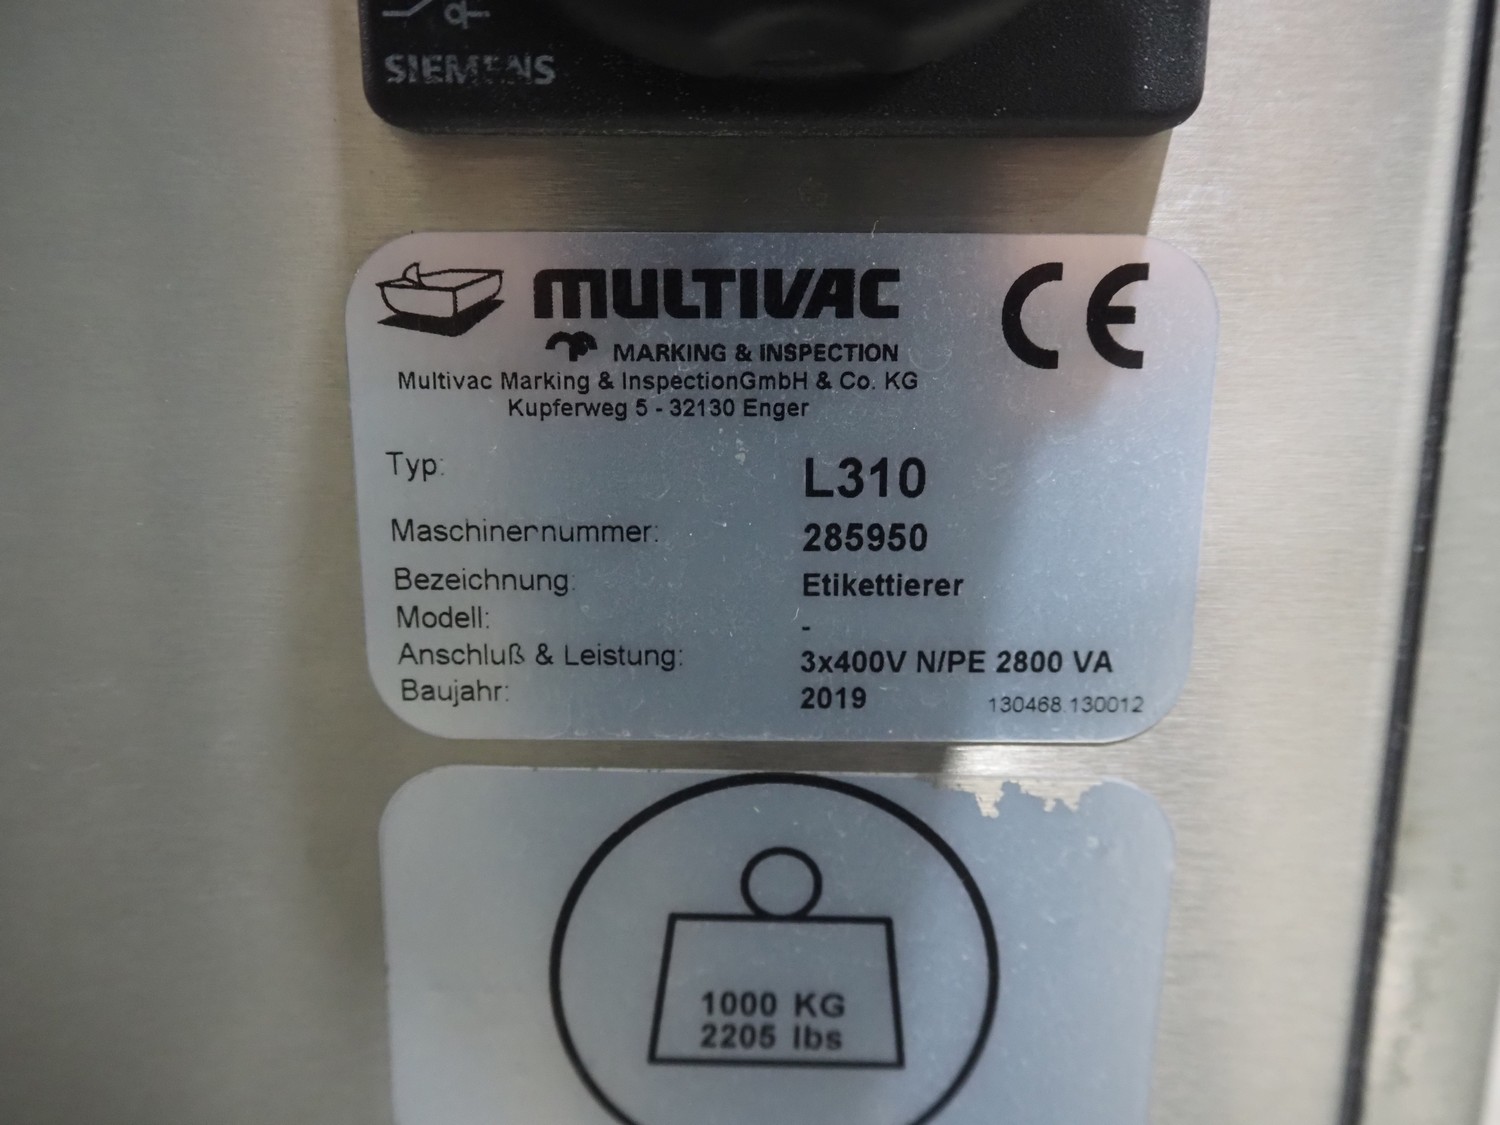 SIEMENS
MULTIVAC
MARKING & INSPECTION
CE
Multivac Marking & InspectionGmbH & Co. KG
Kupferweg 5 - 32130 Enger
Typ: L310
Maschinennummer: 285950
Bezeichnung: Etikettierer
Modell: -
Anschluß & Leistung: 3x400V N/PE 2800 VA
Baujahr: 2019 130468.130012
1000 KG
2205 lbs